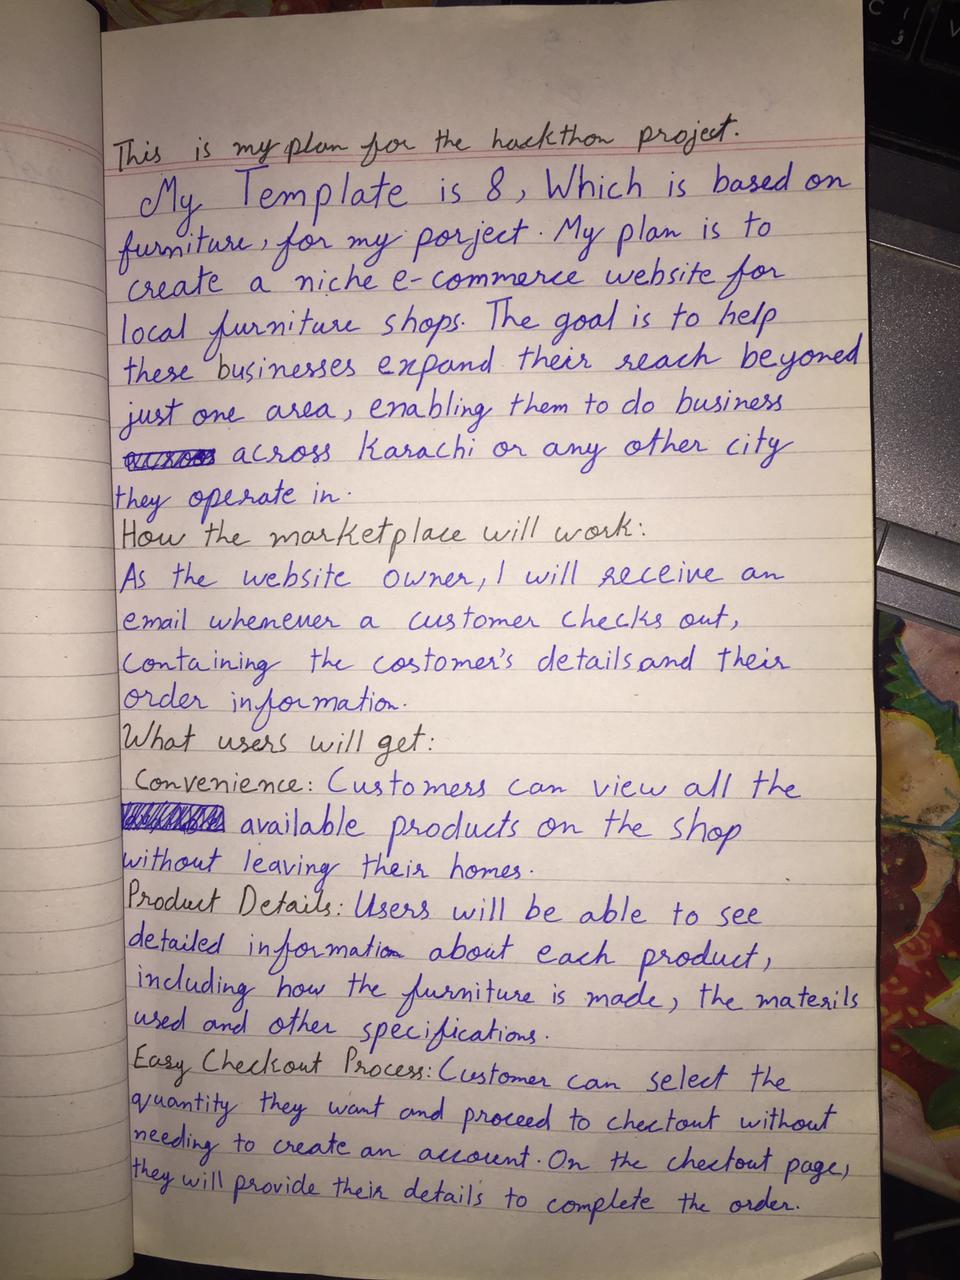 This is my plan for the hackthon project.
My Template is 8, Which is based on
furniture, for my porject. My plan is to
create a niche e-commerce website for
local furniture shops. The goal is to help
these businesses expand their reach beyoned
just one area, enabling them to do business
across Karachi or any other city
they operate in.
How the marketplace will work:
As the website owner, I will receive an
email whenever a customer checks out,
containing the costomer's details and their
order information.
What users will get:
Convenience: Customers can view all the
available products on the shop
without leaving their homes.
Product Details: Users will be able to see
detailed information about each product,
including how the furniture is made, the materils
used and other specifications.
Easy Checkout Process: Customer can select the
quantity they want and proceed to chectout without
needing to create an account. On the chectout page,
they will provide their details to complete the order.